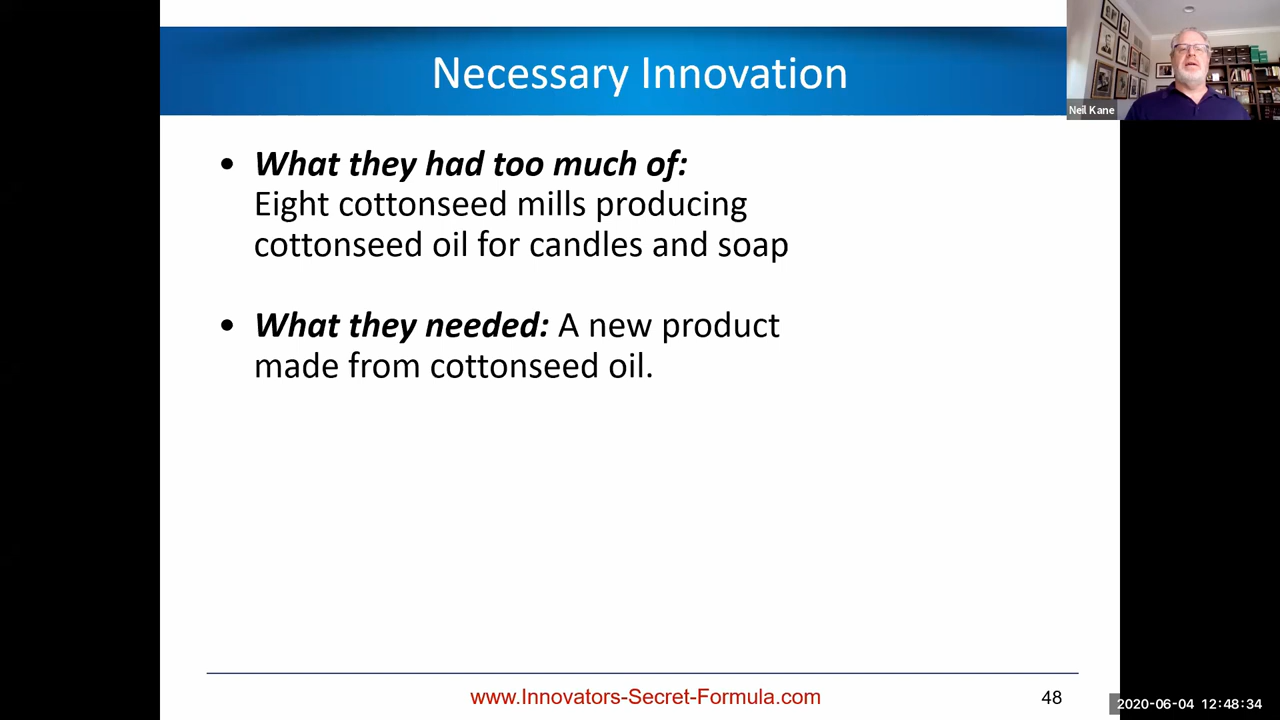 Necessary Innovation
Neil Kane
• What they had too much of:
Eight cottonseed mills producing
cottonseed oil for candles and soap
• What they needed: A new product
made from cottonseed oil.
www.Innovators-Secret-Formula.com
48
2020-06-04 12:48:34